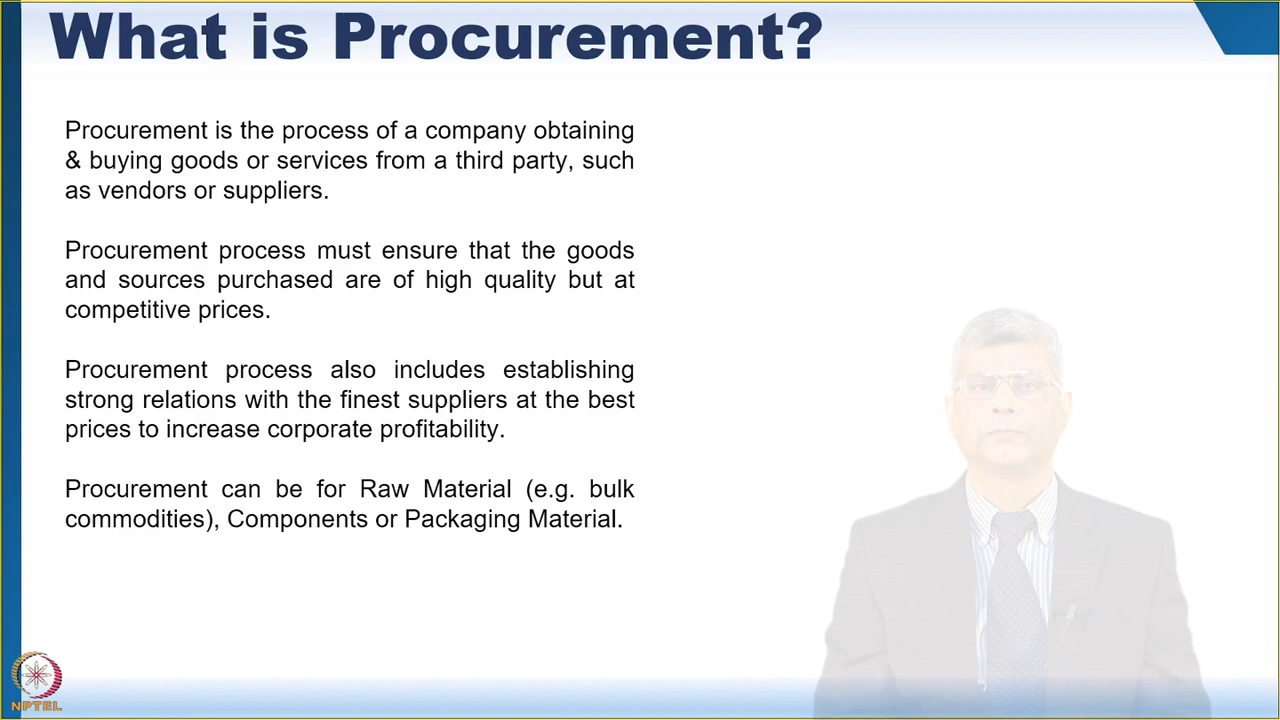 What is Procurement?
Procurement is the process of a company obtaining
& buying goods or services from a third party, such
as vendors or suppliers.
Procurement process must ensure that the goods
and sources purchased are of high quality but at
competitive prices.
Procurement process also includes establishing
strong relations with the finest suppliers at the best
prices to increase corporate profitability.
Procurement can be for Raw Material (e.g. bulk
commodities), Components or Packaging Material.
NPTEL